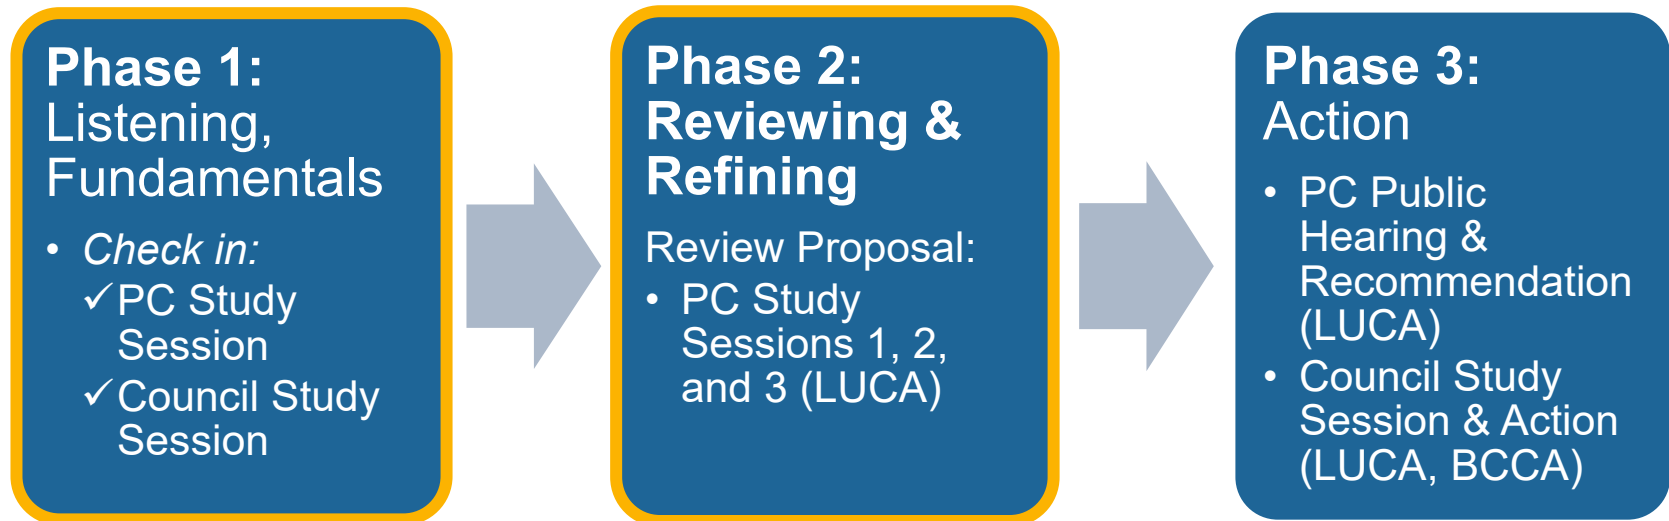 Phase 1:
Listening,
Fundamentals
• Check in:
✓PC Study
Session
✓Council Study
Session
Phase 2:
Reviewing &
Refining
Review Proposal:
• PC Study
Sessions 1, 2,
and 3 (LUCA)
Phase 3:
Action
• PC Public
Hearing &
Recommendation
(LUCA)
• Council Study
Session & Action
(LUCA, BCCA)